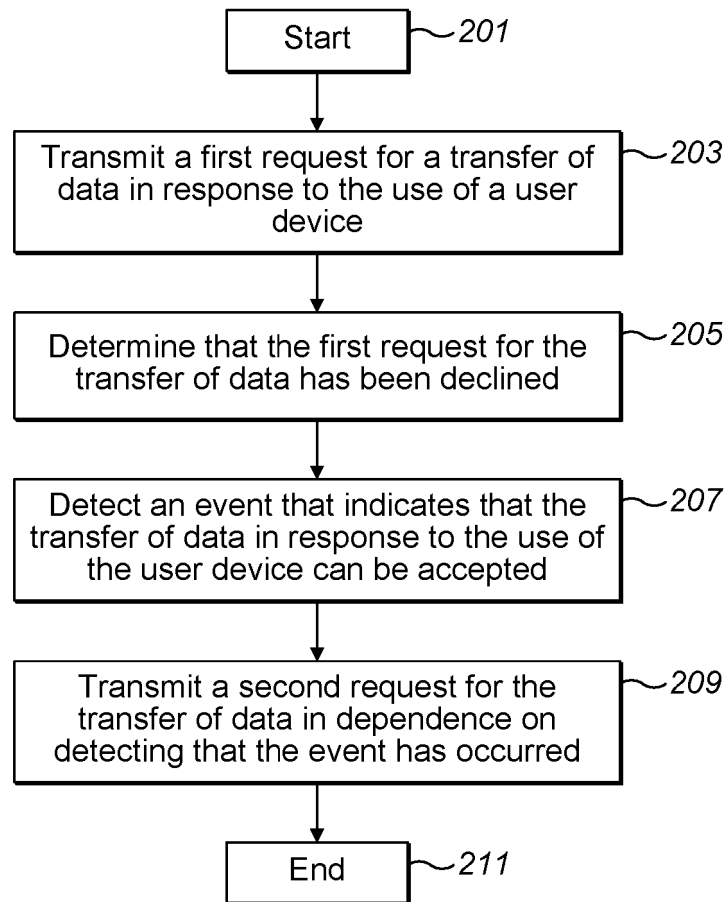 Start
201
Transmit a first request for a transfer of
data in response to the use of a user
device
203
Determine that the first request for the
transfer of data has been declined
205
Detect an event that indicates that the
transfer of data in response to the use of
the user device can be accepted
207
Transmit a second request for the
transfer of data in dependence on
detecting that the event has occurred
209
End
211